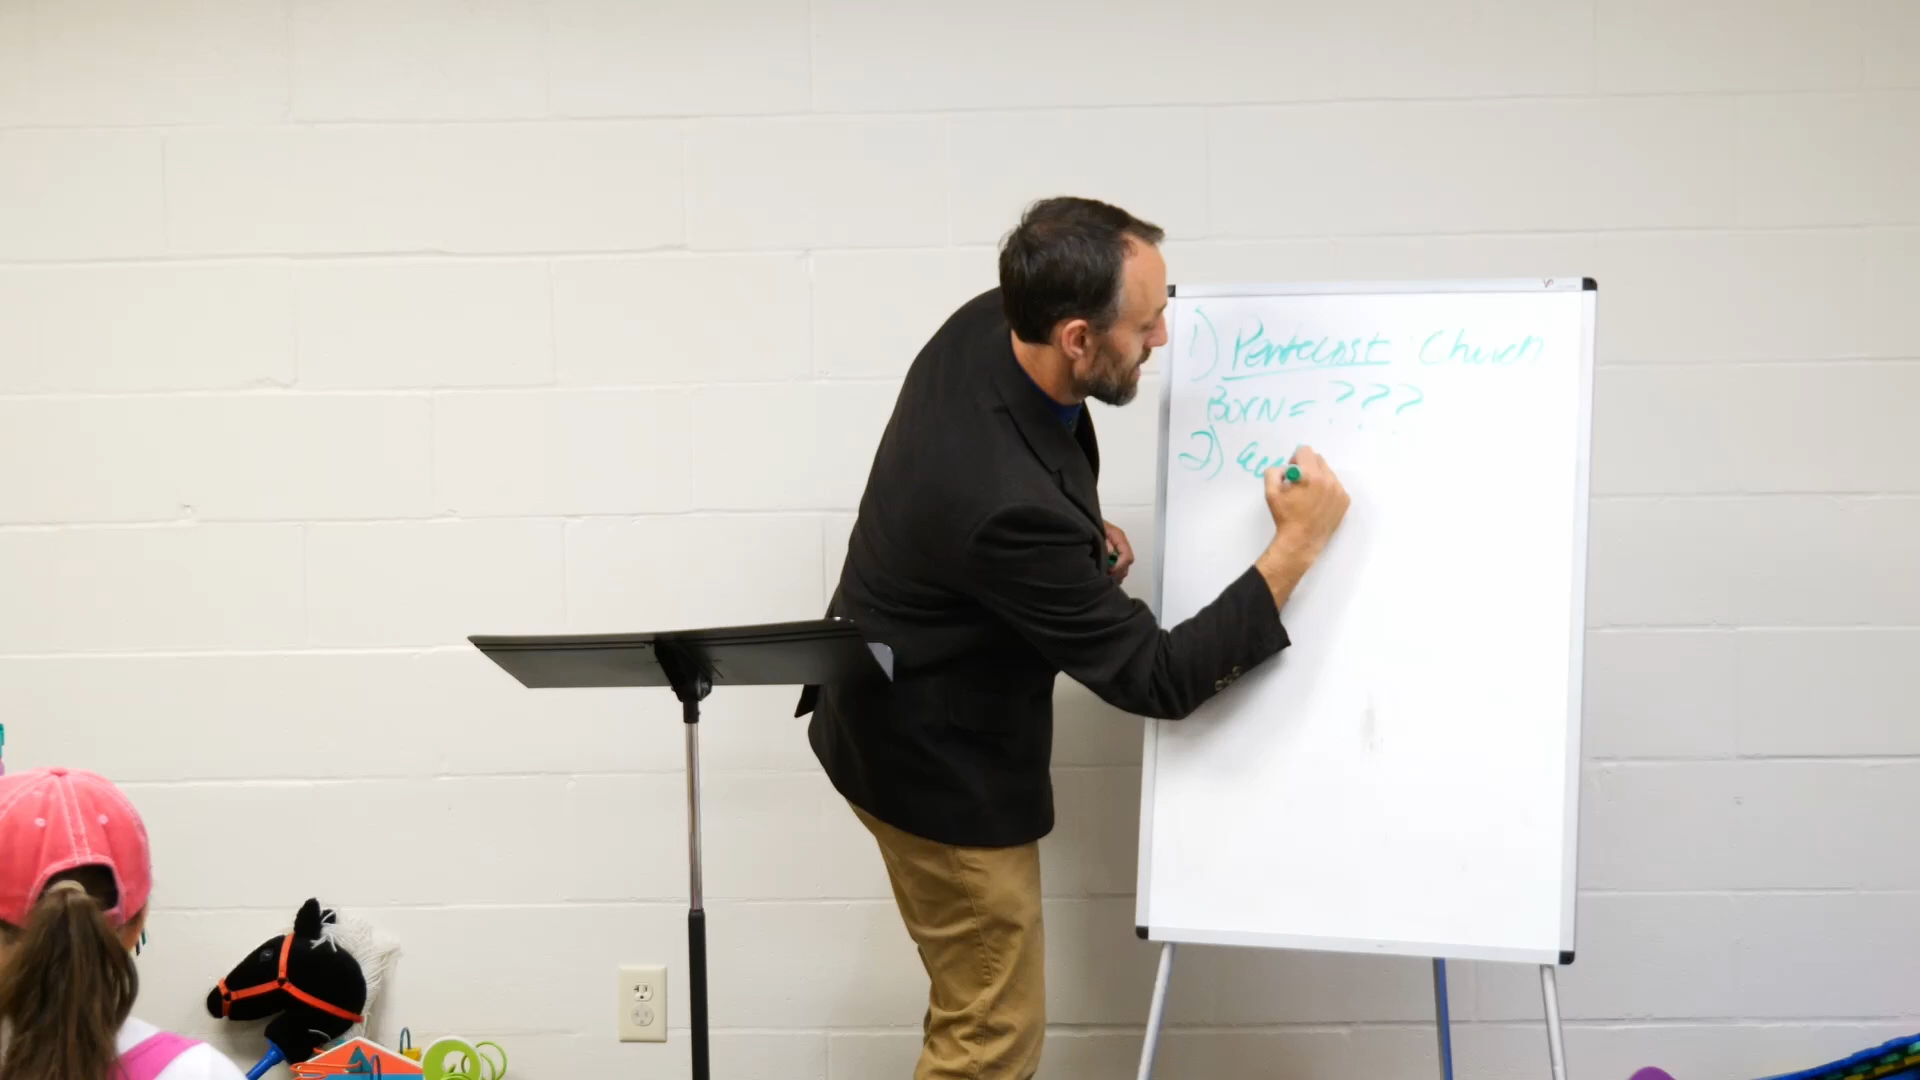 1) Pentecost Church
Born = ???
2)